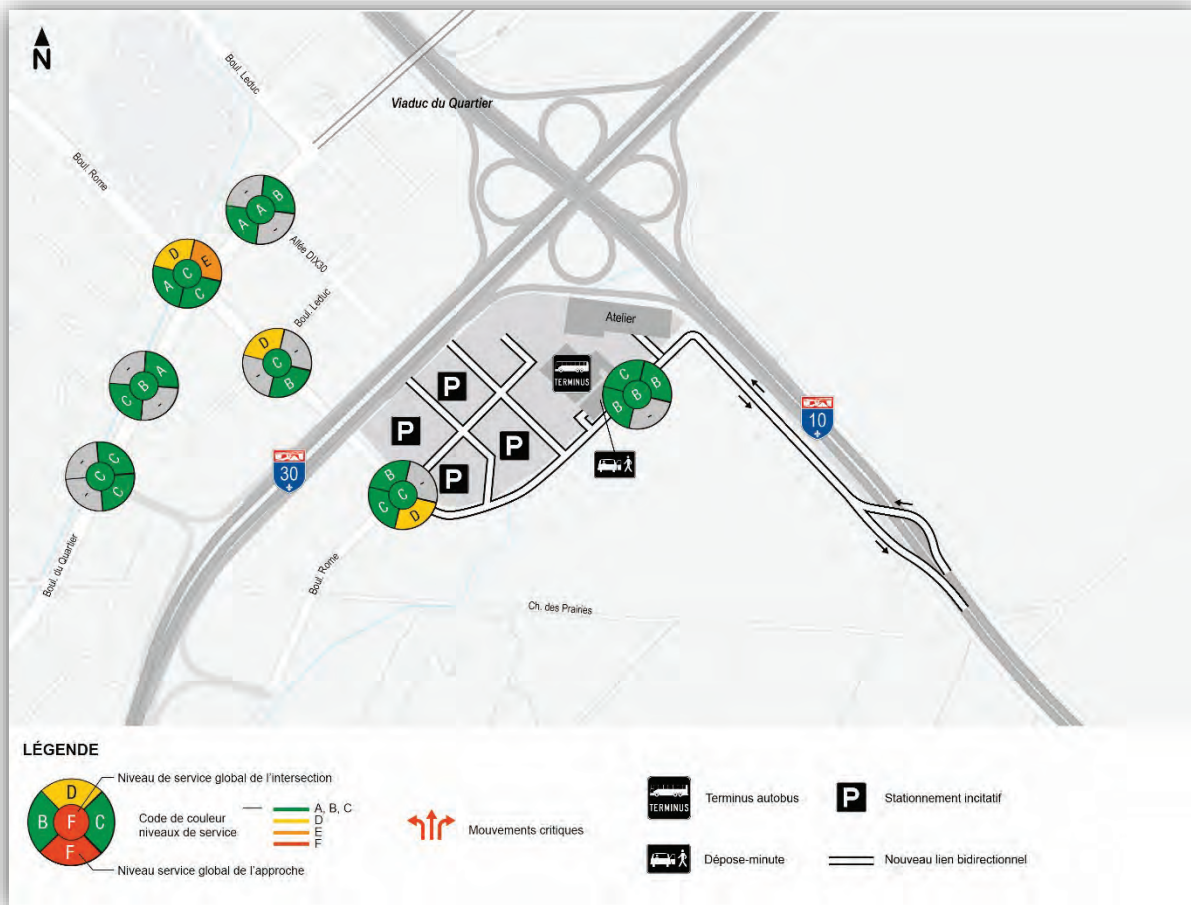 N
Boul. Leduc
Viaduc du Quartier
Boul. Rome
-
B
A
A
-
Allée DIX30
D
E
C
A
C
Boul. Leduc
D
-
C
-
B
-
A
B
C
-
Atelier
TERMINUS
C
B
B
B
-
P
P
P
P
10
30
-
C
C
-
C
B
-
C
C
D
Boul. du Quartier
Boul. Rome
Ch. des Prairies
LÉGENDE
Niveau de service global de l'intersection
D
B
F
C
F
Code de couleur
niveaux de service
A, B, C
D
E
F
Niveau service global de l'approche
Mouvements critiques
TERMINUS
Terminus autobus
P
Stationnement incitatif
Dépose-minute
Nouveau lien bidirectionnel